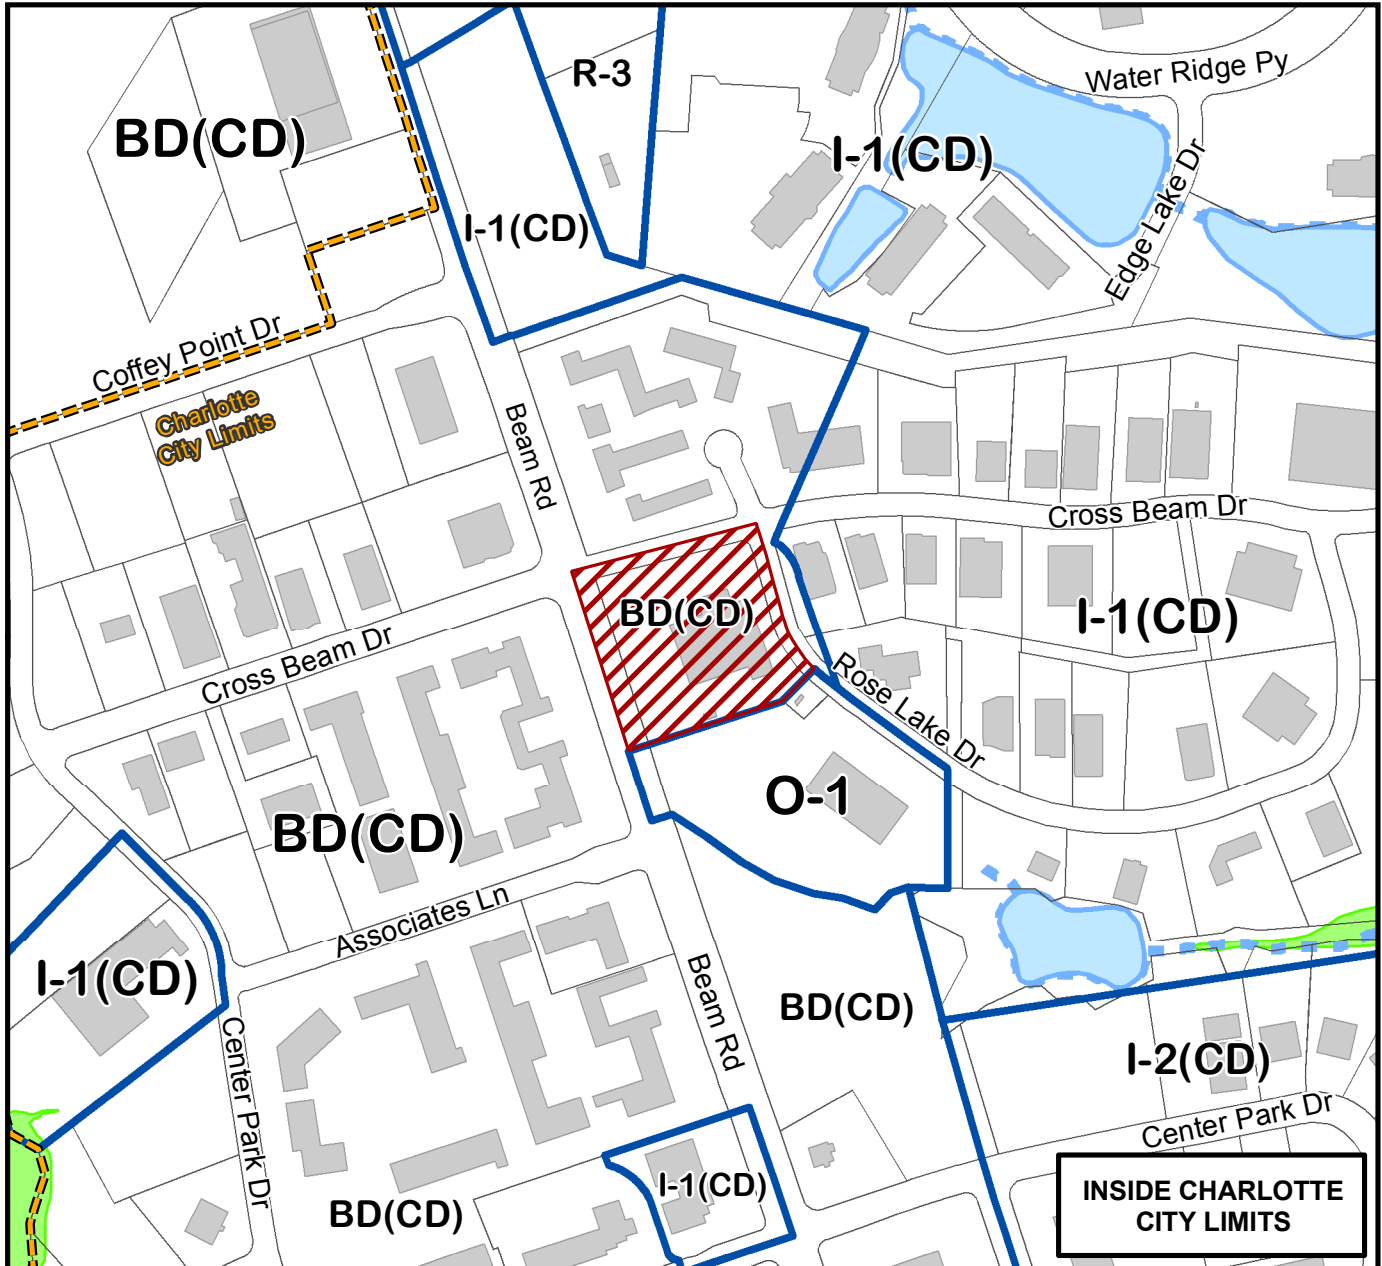 R-3
Water Ridge Py
BD(CD)
I-1(CD)
Edge Lake Dr
I-1(CD)
Coffey Point Dr
Charlotte
City Limits
Beam Rd
Cross Beam Dr
BD(CD)
I-1(CD)
Cross Beam Dr
Rose Lake Dr
O-1
BD(CD)
Associates Ln
I-1(CD)
Beam Rd
BD(CD)
Center Park Dr
I-2(CD)
Center Park Dr
I-1(CD)
BD(CD)
INSIDE CHARLOTTE
CITY LIMITS